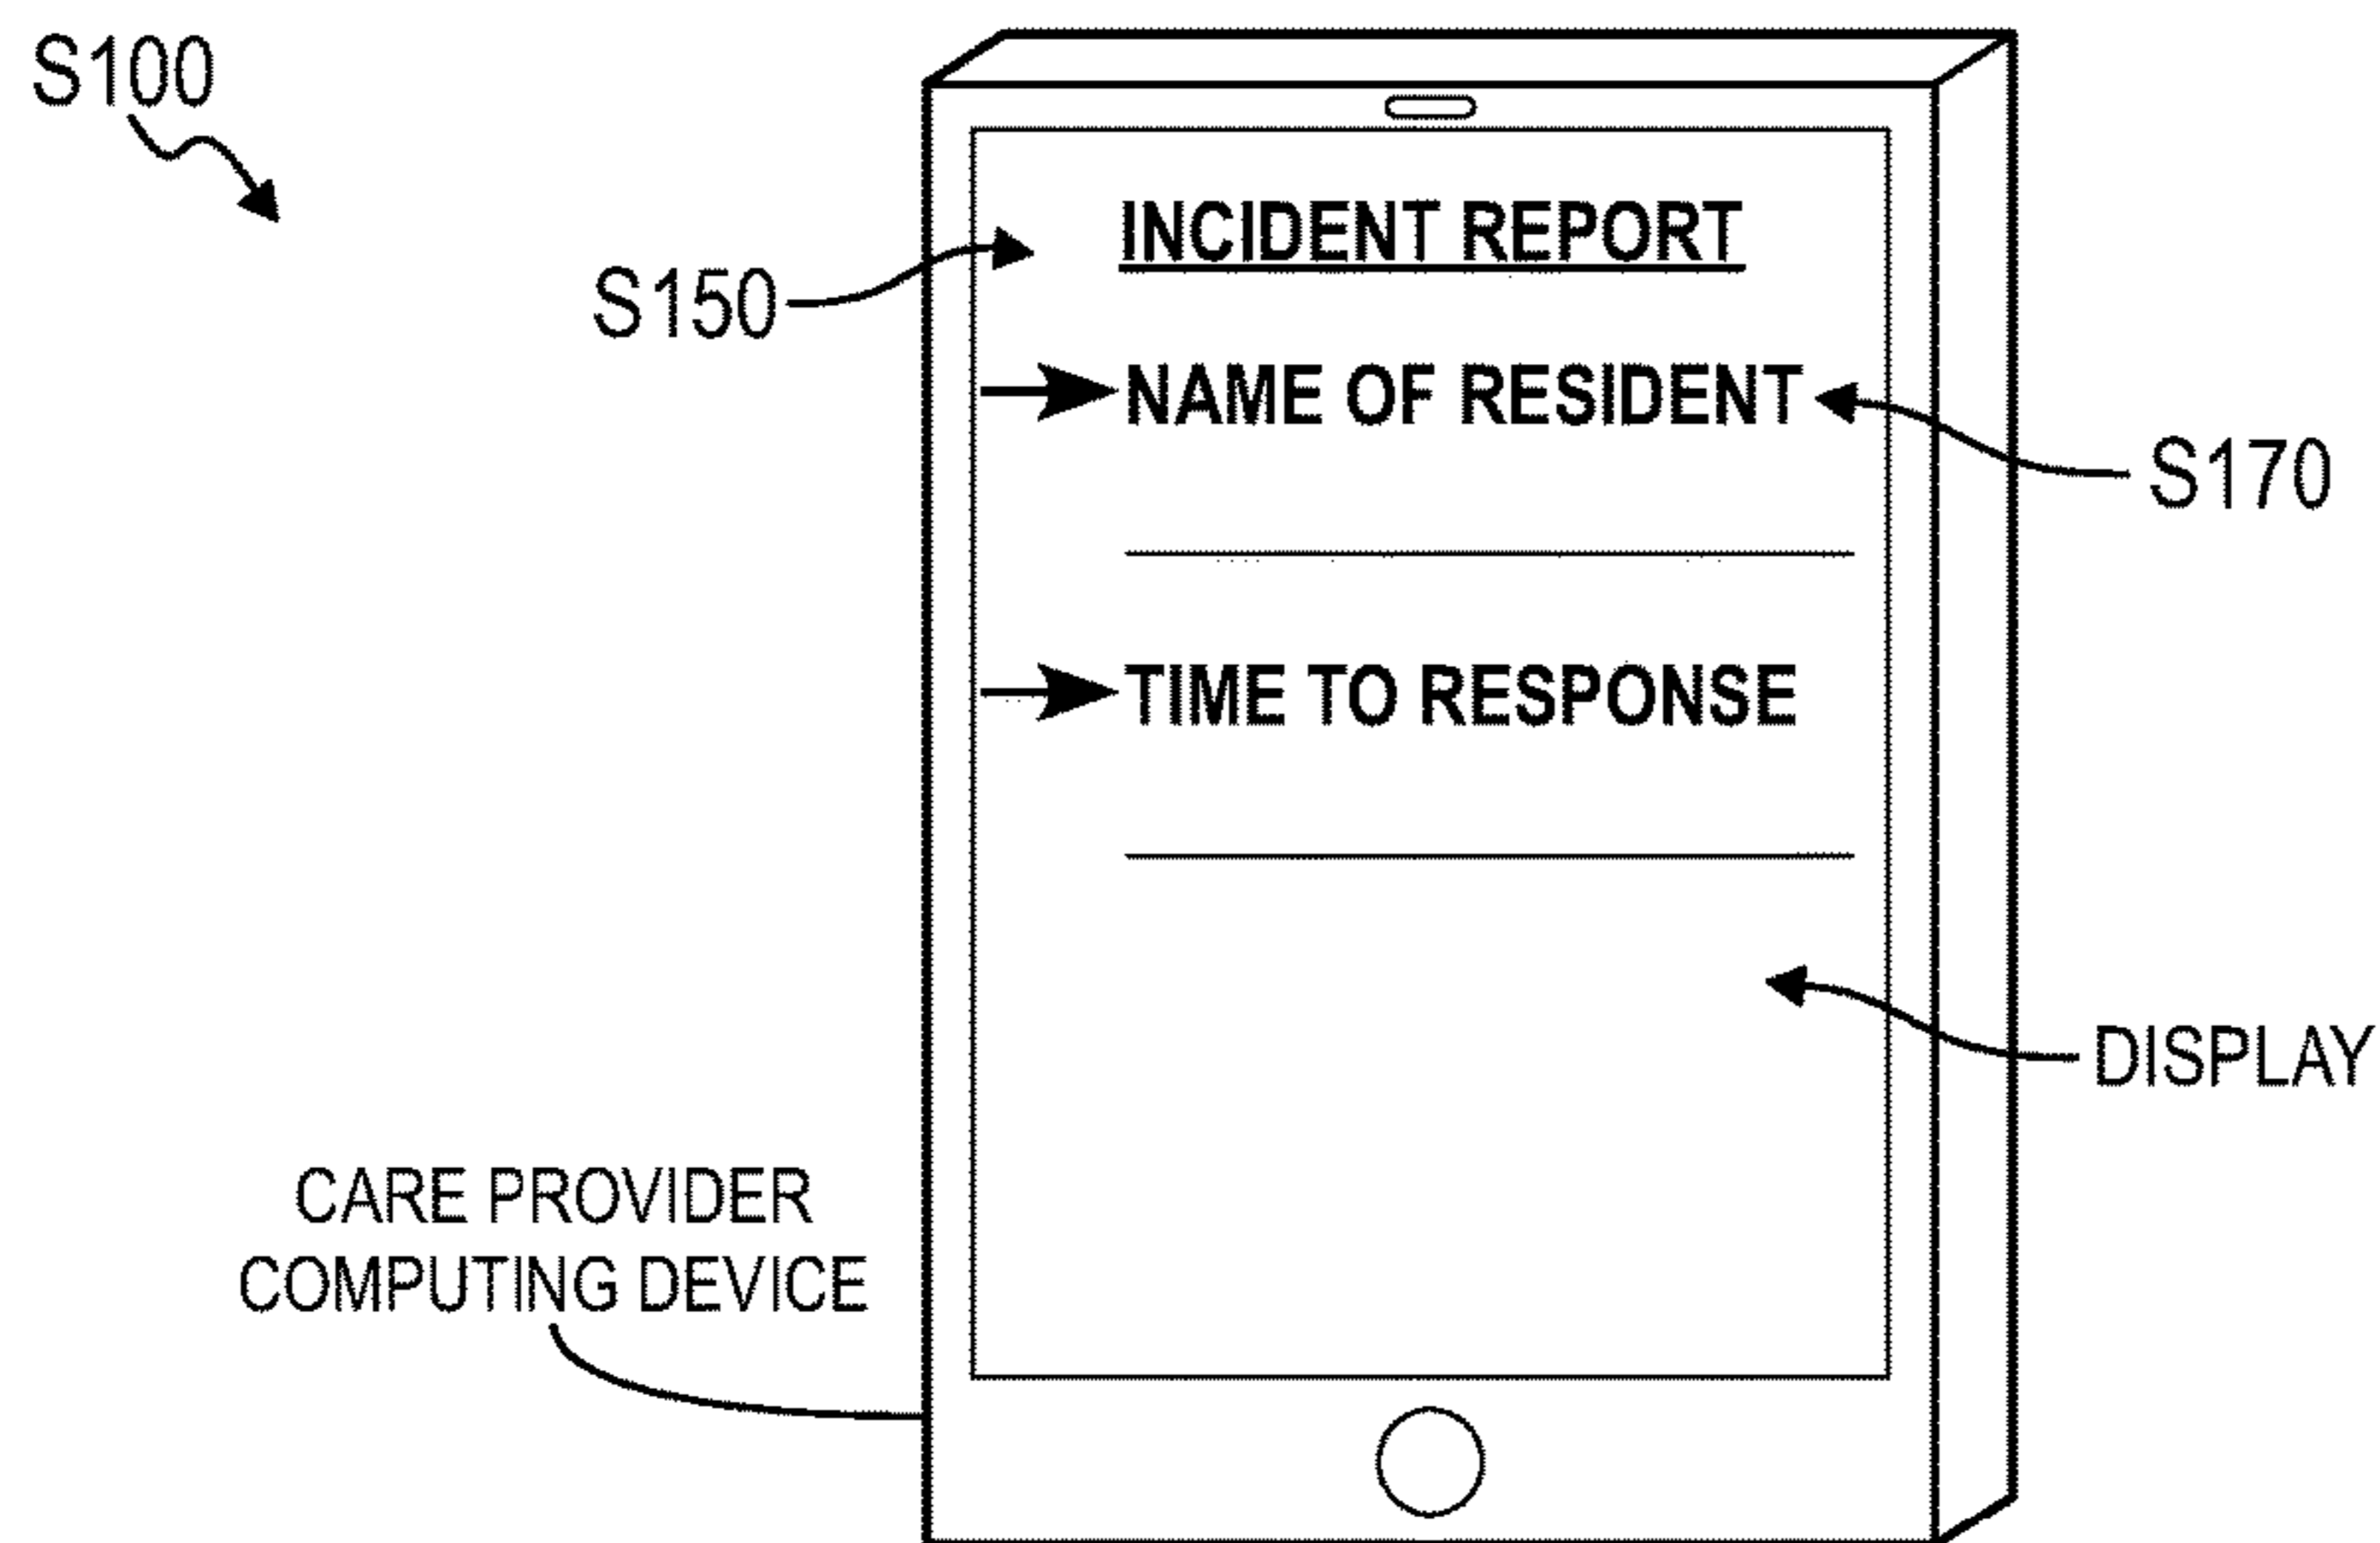 S100
INCIDENT REPORT
S150
NAME OF RESIDENT
S170
TIME TO RESPONSE
DISPLAY
CARE PROVIDER
COMPUTING DEVICE